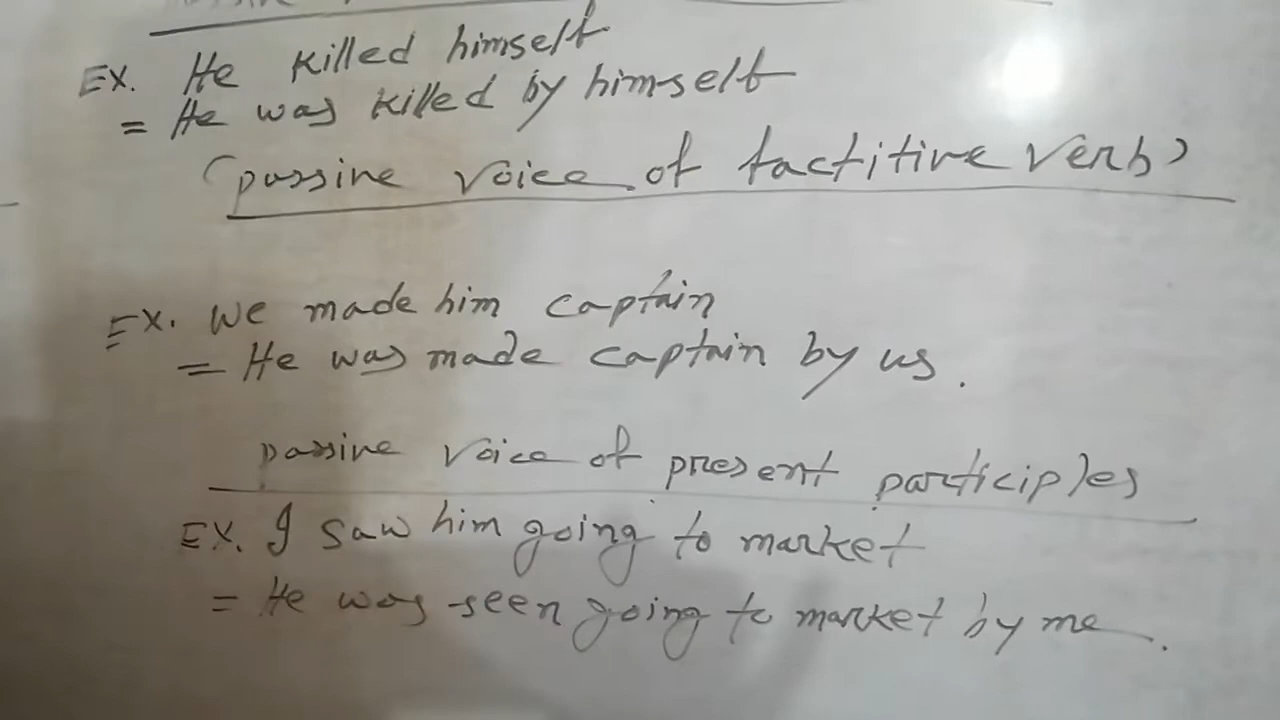 EX. He killed himself
= He was killed by himself
(passive voice of factitive verb)
EX. we made him captain
= He was made captain by us.
passive voice of present participles
EX. I saw him going to market
= He was seen going to market by me.